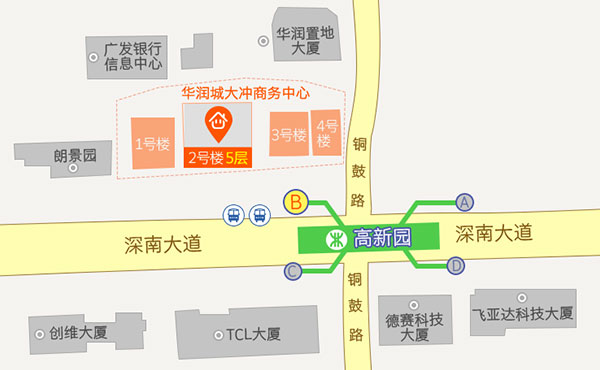 华润置地
大厦
广发银行
信息中心
华润城大冲商务中心
1号楼
2号楼 5层
3号楼
4号
楼
朗景园
铜鼓路
B
A
深南大道
高新园
深南大道
C
D
铜鼓路
创维大厦
TCL大厦
德赛科技
大厦
飞亚达科技大厦